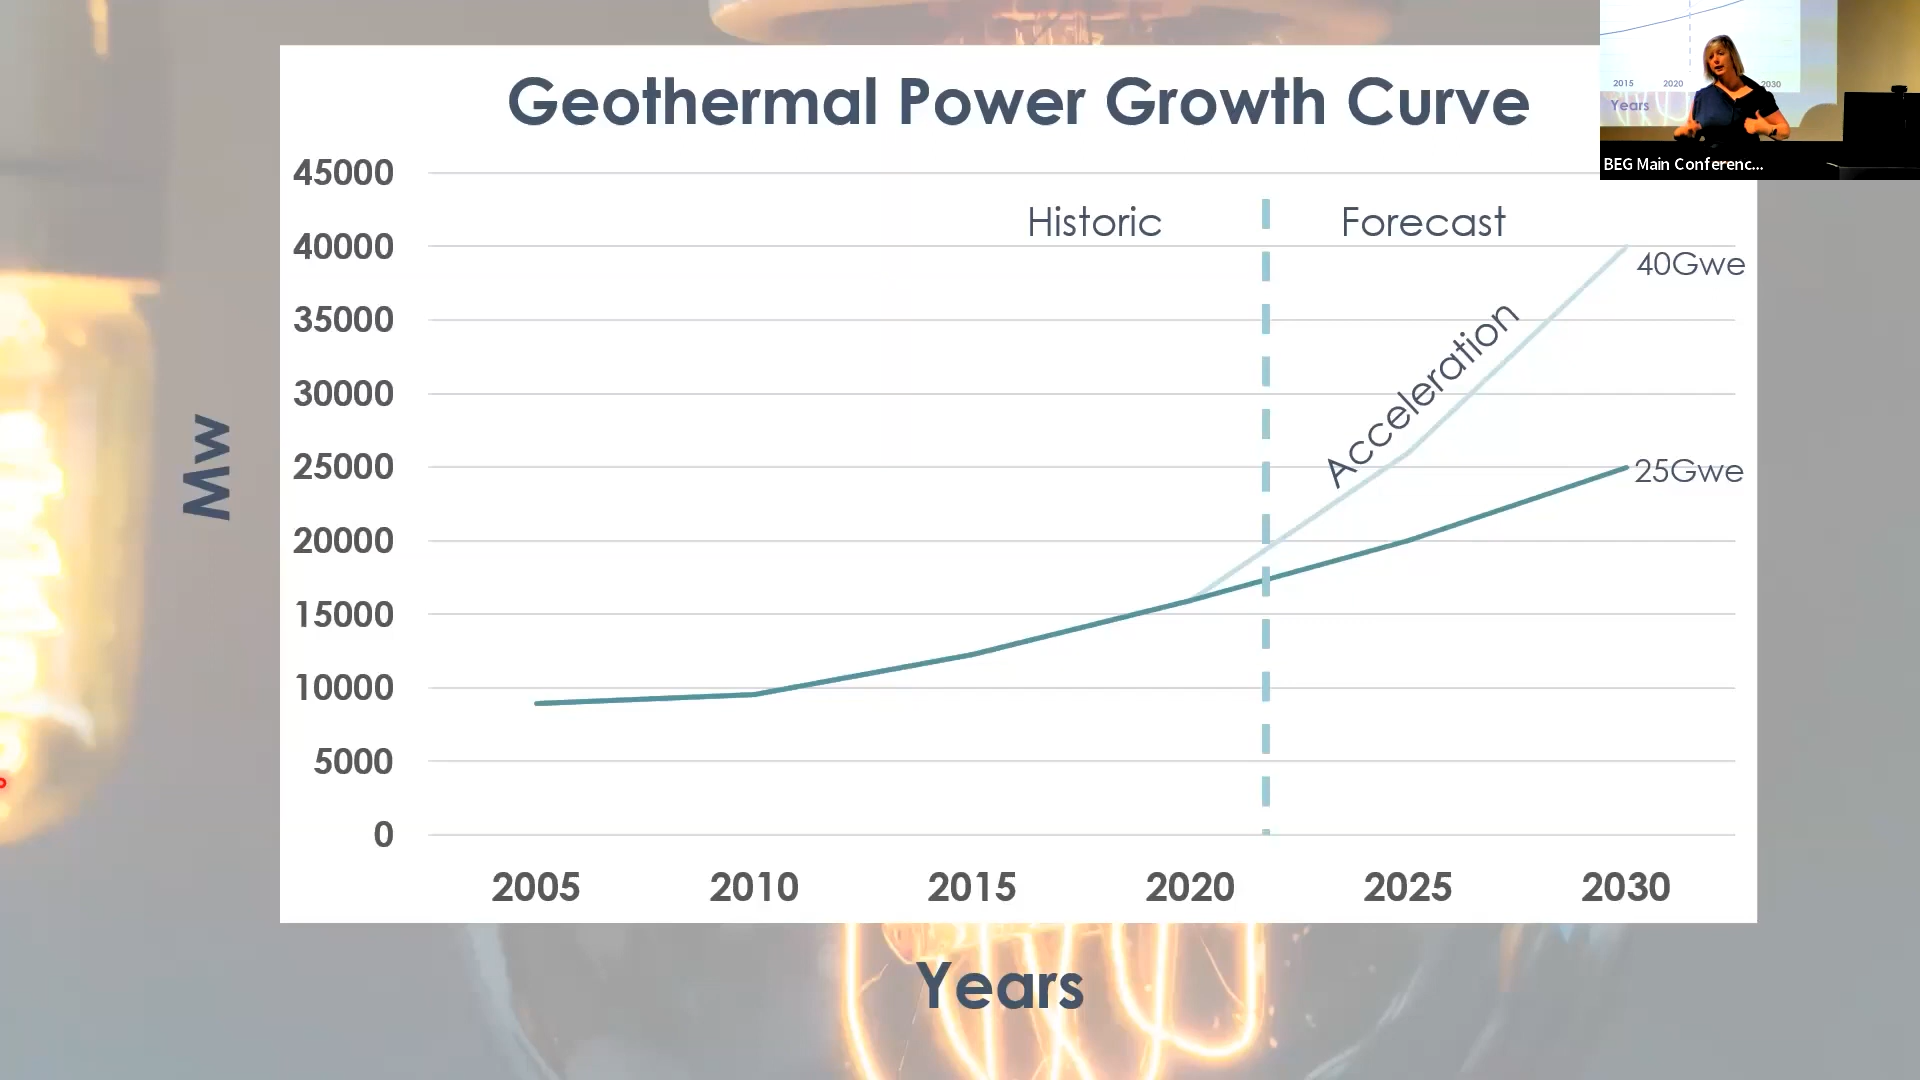 Geothermal Power Growth Curve
45000
40000
35000
30000
25000
20000
15000
10000
5000
0
Mw
Historic
Forecast
Acceleration
40Gwe
25Gwe
2005
2010
2015
2020
2025
2030
Years
2015
2020
2030
Years
BEG Main Conferenc...